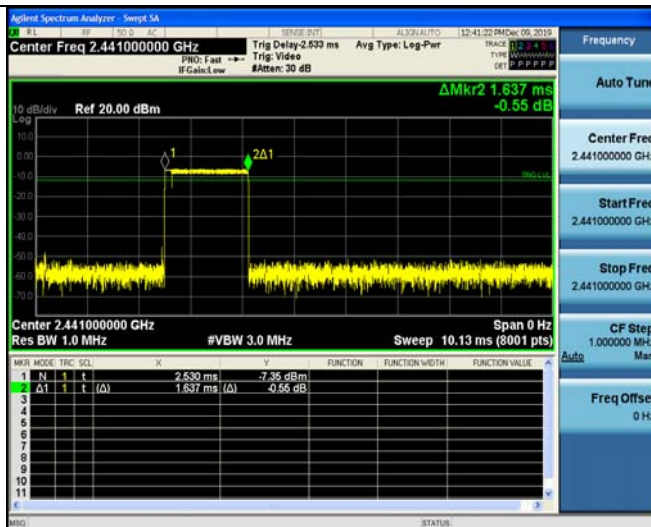 Agilent Spectrum Analyzer - Swept SA
RL RF 50 Ω AC SENSE:INT ALIGN AUTO 12:41:22 PM Dec 09, 2019
Center Freq 2.441000000 GHz
PNO: Fast
IFGain:Low
Trig Delay-2.533 ms
Trig: Video
#Atten: 30 dB
Avg Type: Log-Pwr
TRACE 1 2 3 4 5 6
TYPE
DET P P P P P P
ΔMkr2 1.637 ms
-0.55 dB
10 dB/div Ref 20.00 dBm
Log
10.0
0.00
-10.0
-20.0
-30.0
-40.0
-50.0
-60.0
-70.0
1
2Δ1
TRIG LVL
Center 2.441000000 GHz Span 0 Hz
Res BW 1.0 MHz #VBW 3.0 MHz Sweep 10.13 ms (8001 pts)
MKR MODE TRC SCL X Y FUNCTION FUNCTION WIDTH FUNCTION VALUE
1 N 1 t 2.530 ms -7.35 dBm
2 Δ1 1 t (Δ) 1.637 ms (Δ) -0.55 dB
3
4
5
6
7
8
9
10
11
MSG STATUS
Frequency
Auto Tune
Center Freq
2.441000000 GHz
Start Freq
2.441000000 GHz
Stop Freq
2.441000000 GHz
CF Step
1.000000 MHz
Auto Man
Freq Offset
0 Hz